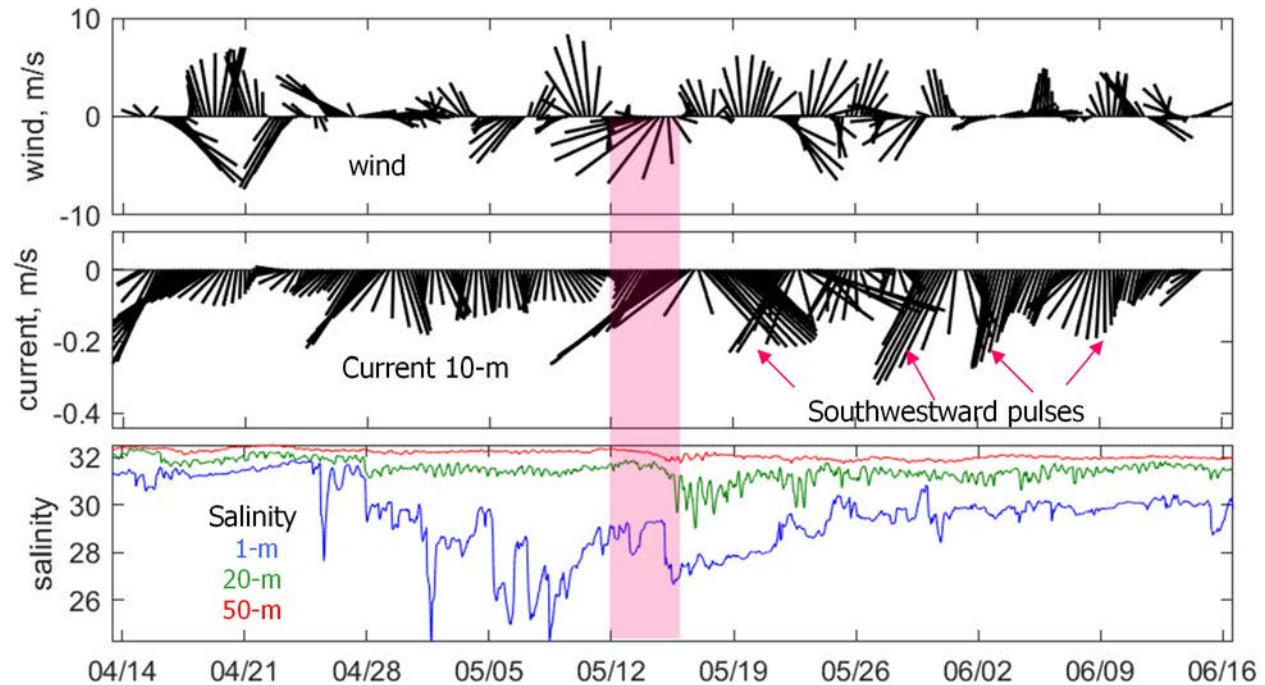 10
0
-10
wind, m/s
wind
0
-0.2
-0.4
current, m/s
Current 10-m
Southwestward pulses
32
30
28
26
salinity
Salinity
1-m
20-m
50-m
04/14 04/21 04/28 05/05 05/12 05/19 05/26 06/02 06/09 06/16